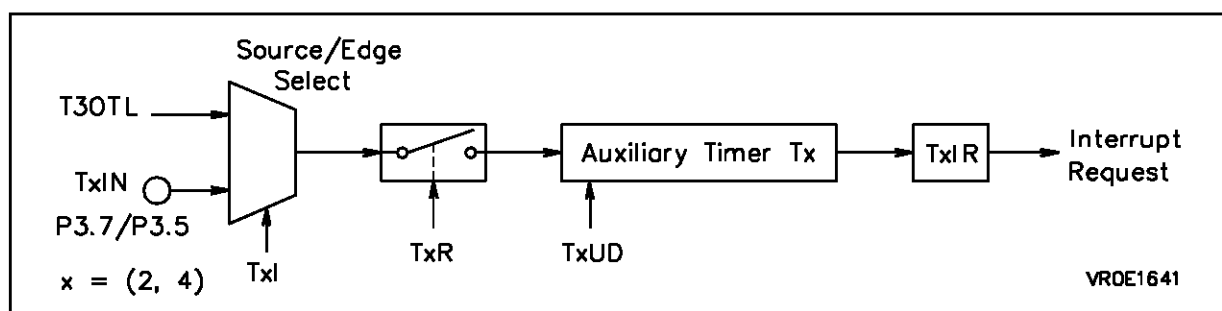 Source/Edge
Select
T3OTL
TxIN
P3.7/P3.5
TxI
TxR
Auxiliary Timer Tx
TxUD
TxIR
Interrupt
Request
x = (2, 4)
VR0E1641